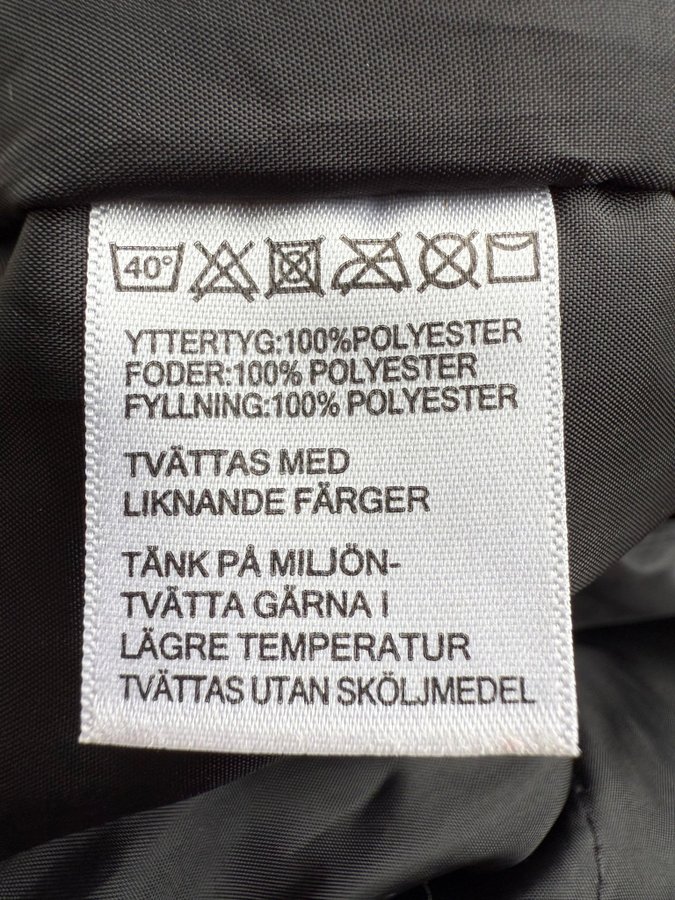 40°
YTTERTYG:100%POLYESTER
FODER:100% POLYESTER
FYLLNING:100% POLYESTER
TVÄTTAS MED
LIKNANDE FÄRGER
TÄNK PÅ MILJÖN-
TVÄTTA GÄRNA I
LÄGRE TEMPERATUR
TVÄTTAS UTAN SKÖLJMEDEL